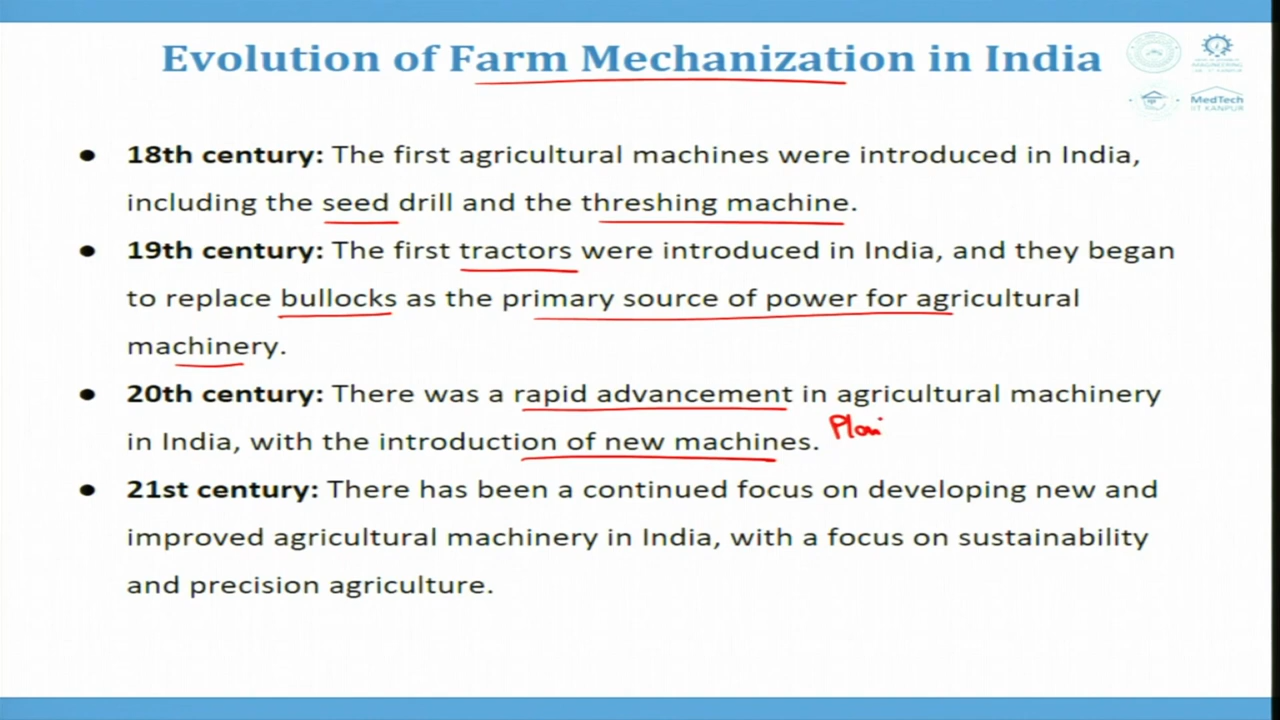 Evolution of Farm Mechanization in India
MedTech
IIT KANPUR
● 18th century: The first agricultural machines were introduced in India,
including the seed drill and the threshing machine.
● 19th century: The first tractors were introduced in India, and they began
to replace bullocks as the primary source of power for agricultural
machinery.
● 20th century: There was a rapid advancement in agricultural machinery
in India, with the introduction of new machines.
● 21st century: There has been a continued focus on developing new and
improved agricultural machinery in India, with a focus on sustainability
and precision agriculture.